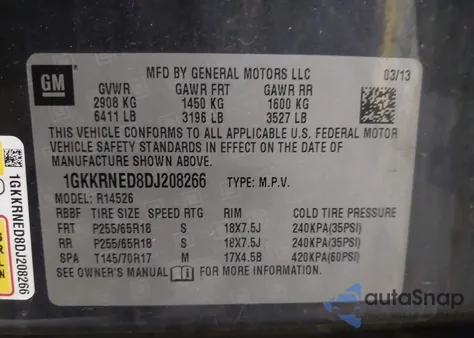 GM
MFD BY GENERAL MOTORS LLC
03/13
GVWR GAWR FRT GAWR RR
2908 KG 1450 KG 1600 KG
6411 LB 3196 LB 3527 LB
THIS VEHICLE CONFORMS TO ALL APPLICABLE U.S. FEDERAL MOTOR
VEHICLE SAFETY STANDARDS IN EFFECT ON THE DATE OF
MANUFACTURE SHOWN ABOVE.
1GKKRNED8DJ208266 TYPE: M.P.V.
MODEL: R14526
RBBF TIRE SIZE SPEED RTG RIM COLD TIRE PRESSURE
FRT P255/65R18 S 18X7.5J 240KPA(35PSI)
RR P255/65R18 S 18X7.5J 240KPA(35PSI)
SPA T145/70R17 M 17X4.5B 420KPA(60PSI)
SEE OWNER'S MANUAL FOR MORE INFORMATION.
1GKKRNED8DJ208266
autoSnap